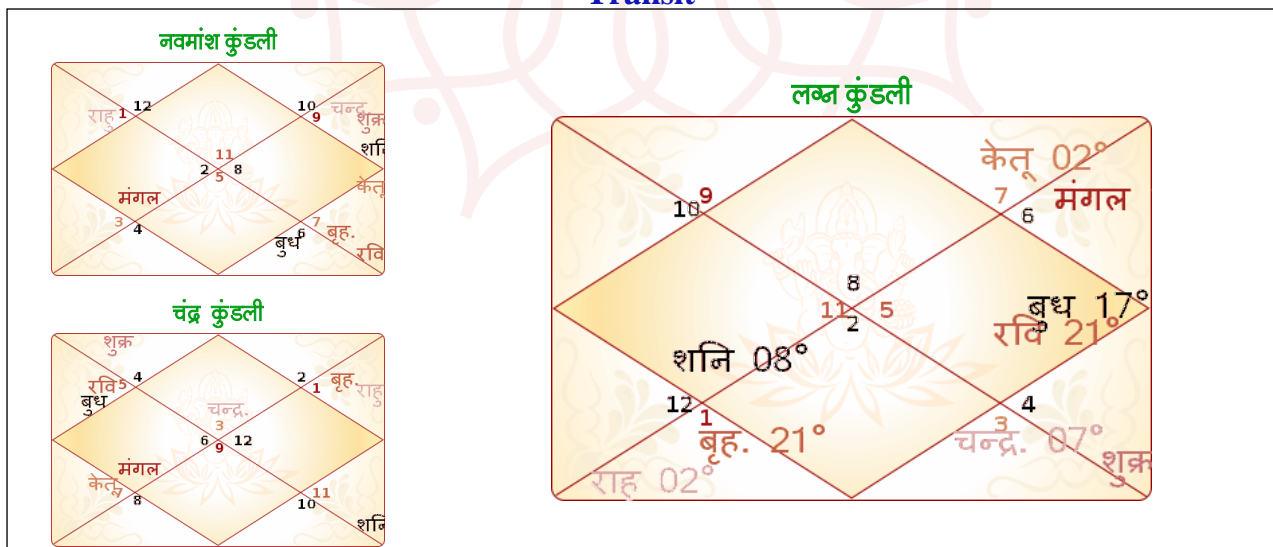 Transit
नवमांश कुंडली
12
राहु 1
10
चन्द्र.
9
शुक्र
शनि
11
2
8
5
केतू
मंगल
3
4
7
6
बुध
बृह.
रवि
चंद्र कुंडली
शुक्र
4
रवि 5
बुध
2
1
बृह.
राहु
चन्द्र.
3
6
12
9
मंगल
केतू
8
11
10
शनि
लग्न कुंडली
केतू 02°
9
10
7
6
मंगल
8
11
5
2
बुध 17°
रवि 21°
शनि 08°
12
1
बृह. 21°
राहु 02°
4
3
चन्द्र. 07°
शुक्र